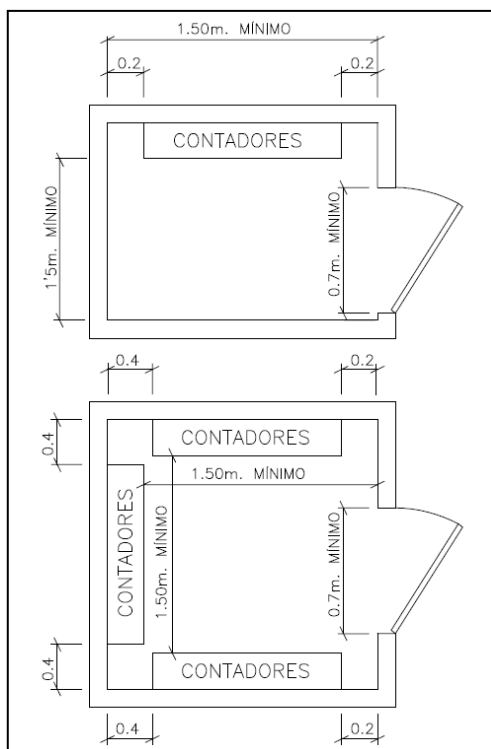 1.50m. MÍNIMO
0.2
0.2
CONTADORES
1'5m. MÍNIMO
0.7m. MÍNIMO
0.4
0.2
0.4
CONTADORES
1.50m. MÍNIMO
CONTADORES
1.50m. MÍNIMO
0.7m. MÍNIMO
0.4
CONTADORES
0.4
0.2